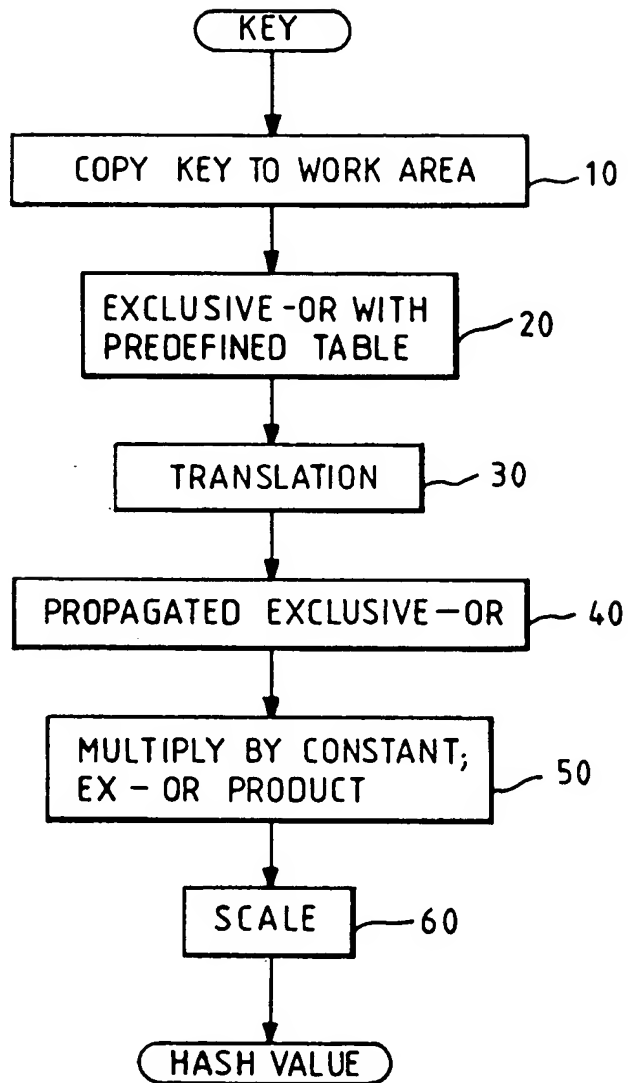 KEY
COPY KEY TO WORK AREA
10
EXCLUSIVE-OR WITH
PREDEFINED TABLE
20
TRANSLATION
30
PROPAGATED EXCLUSIVE-OR
40
MULTIPLY BY CONSTANT;
EX-OR PRODUCT
50
SCALE
60
HASH VALUE